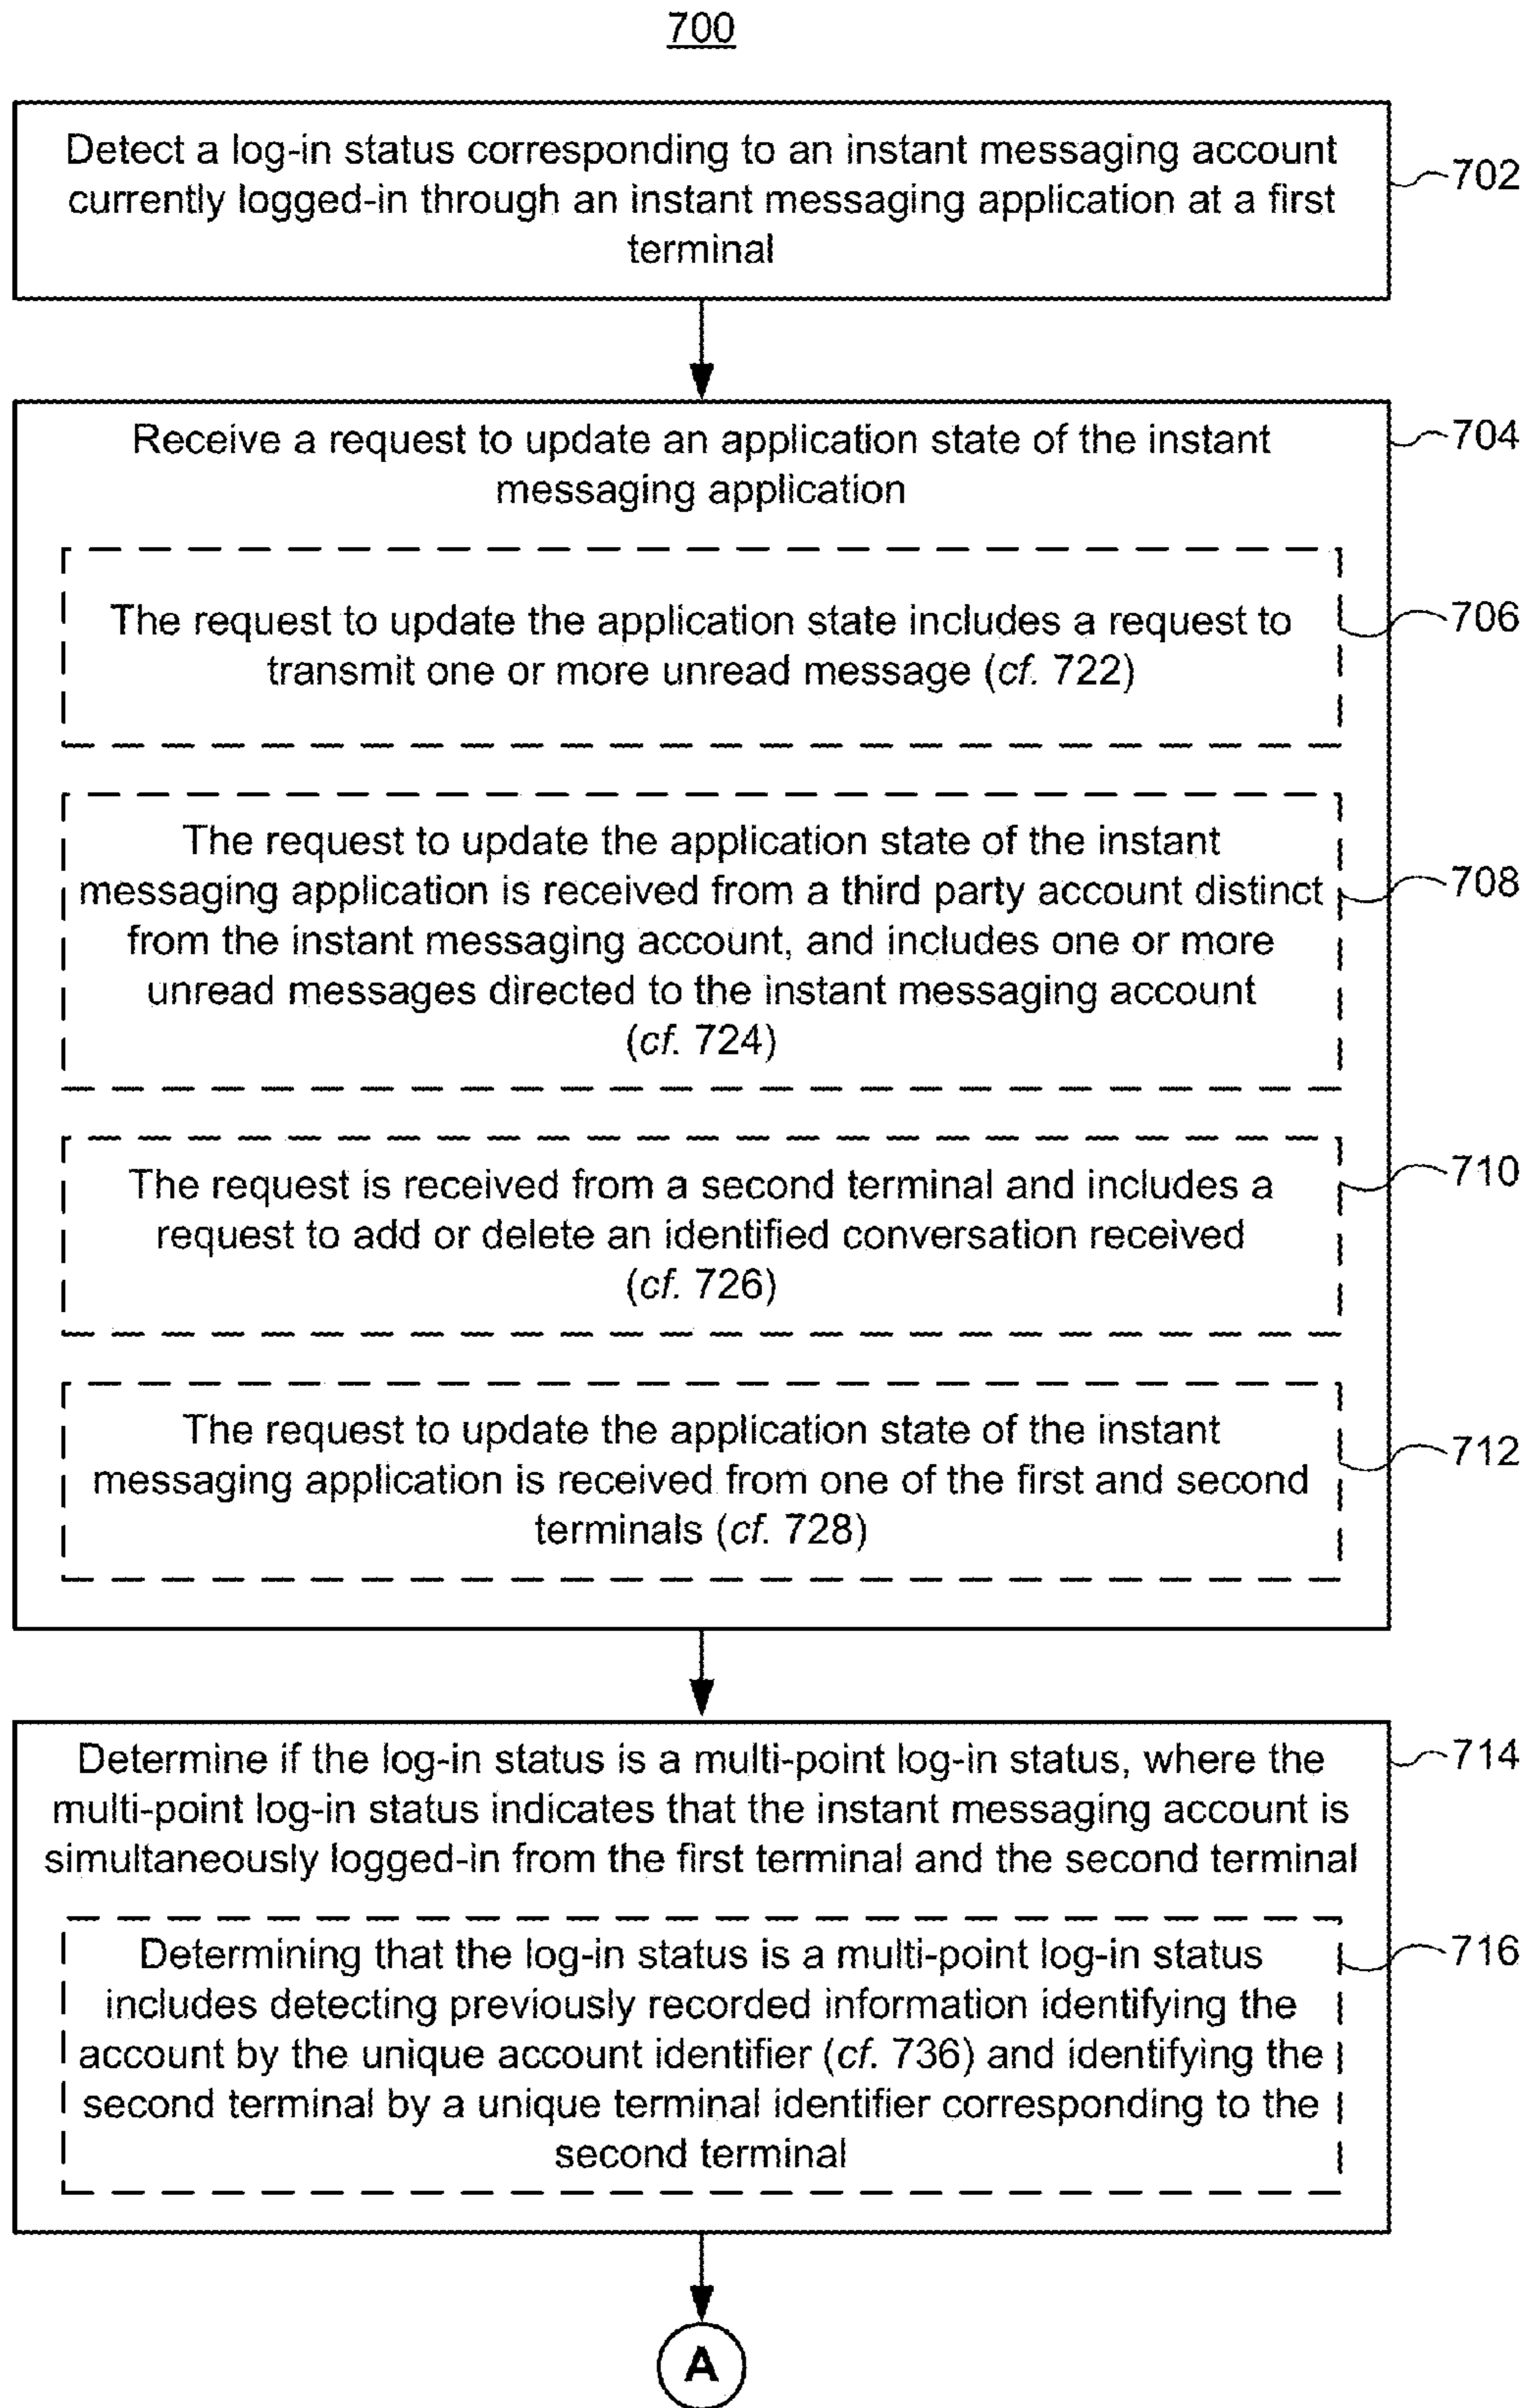 700
Detect a log-in status corresponding to an instant messaging account
currently logged-in through an instant messaging application at a first
terminal
702
Receive a request to update an application state of the instant
messaging application
704
The request to update the application state includes a request to
transmit one or more unread message (cf. 722)
706
The request to update the application state of the instant
messaging application is received from a third party account distinct
from the instant messaging account, and includes one or more
unread messages directed to the instant messaging account
(cf. 724)
708
The request is received from a second terminal and includes a
request to add or delete an identified conversation received
(cf. 726)
710
The request to update the application state of the instant
messaging application is received from one of the first and second
terminals (cf. 728)
712
Determine if the log-in status is a multi-point log-in status, where the
multi-point log-in status indicates that the instant messaging account is
simultaneously logged-in from the first terminal and the second terminal
714
Determining that the log-in status is a multi-point log-in status
includes detecting previously recorded information identifying the
account by the unique account identifier (cf. 736) and identifying the
second terminal by a unique terminal identifier corresponding to the
second terminal
716
A